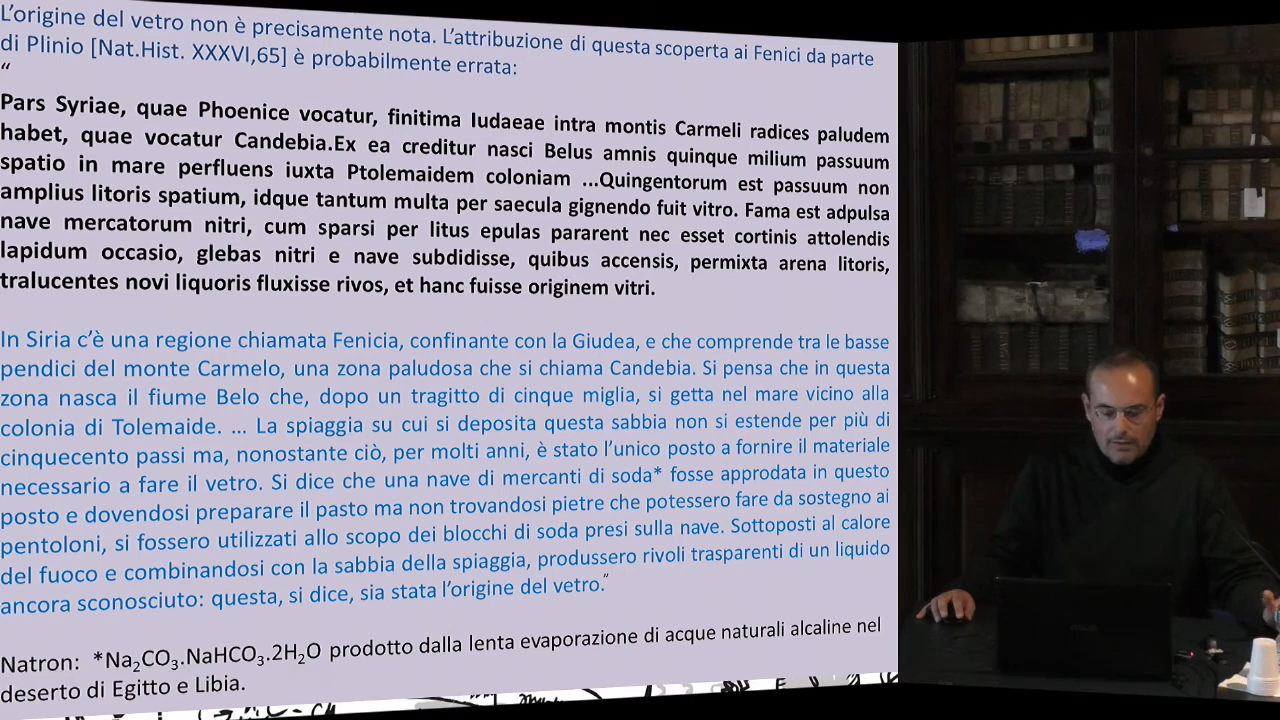 L’origine del vetro non è precisamente nota. L’attribuzione di questa scoperta ai Fenici da parte
di Plinio [Nat.Hist. XXXVI,65] è probabilmente errata:
“
Pars Syriae, quae Phoenice vocatur, finitima Iudaeae intra montis Carmeli radices paludem
habet, quae vocatur Candebia.Ex ea creditur nasci Belus amnis quinque milium passuum
spatio in mare perfluens iuxta Ptolemaidem coloniam ...Quingentorum est passuum non
amplius litoris spatium, idque tantum multa per saecula gignendo fuit vitro. Fama est adpulsa
nave mercatorum nitri, cum sparsi per litus epulas pararent nec esset cortinis attolendis
lapidum occasio, glebas nitri e nave subdidisse, quibus accensis, permixta arena litoris,
tralucentes novi liquoris fluxisse rivos, et hanc fuisse originem vitri.
In Siria c’è una regione chiamata Fenicia, confinante con la Giudea, e che comprende tra le basse
pendici del monte Carmelo, una zona paludosa che si chiama Candebia. Si pensa che in questa
zona nasca il fiume Belo che, dopo un tragitto di cinque miglia, si getta nel mare vicino alla
colonia di Tolemaide. ... La spiaggia su cui si deposita questa sabbia non si estende per più di
cinquecento passi ma, nonostante ciò, per molti anni, è stato l’unico posto a fornire il materiale
necessario a fare il vetro. Si dice che una nave di mercanti di soda* fosse approdata in questo
posto e dovendosi preparare il pasto ma non trovandosi pietre che potessero fare da sostegno ai
pentoloni, si fossero utilizzati allo scopo dei blocchi di soda presi sulla nave. Sottoposti al calore
del fuoco e combinandosi con la sabbia della spiaggia, produssero rivoli trasparenti di un liquido
ancora sconosciuto: questa, si dice, sia stata l’origine del vetro.”
Natron: *Na₂CO₃.NaHCO₃.2H₂O prodotto dalla lenta evaporazione di acque naturali alcaline nel
deserto di Egitto e Libia.